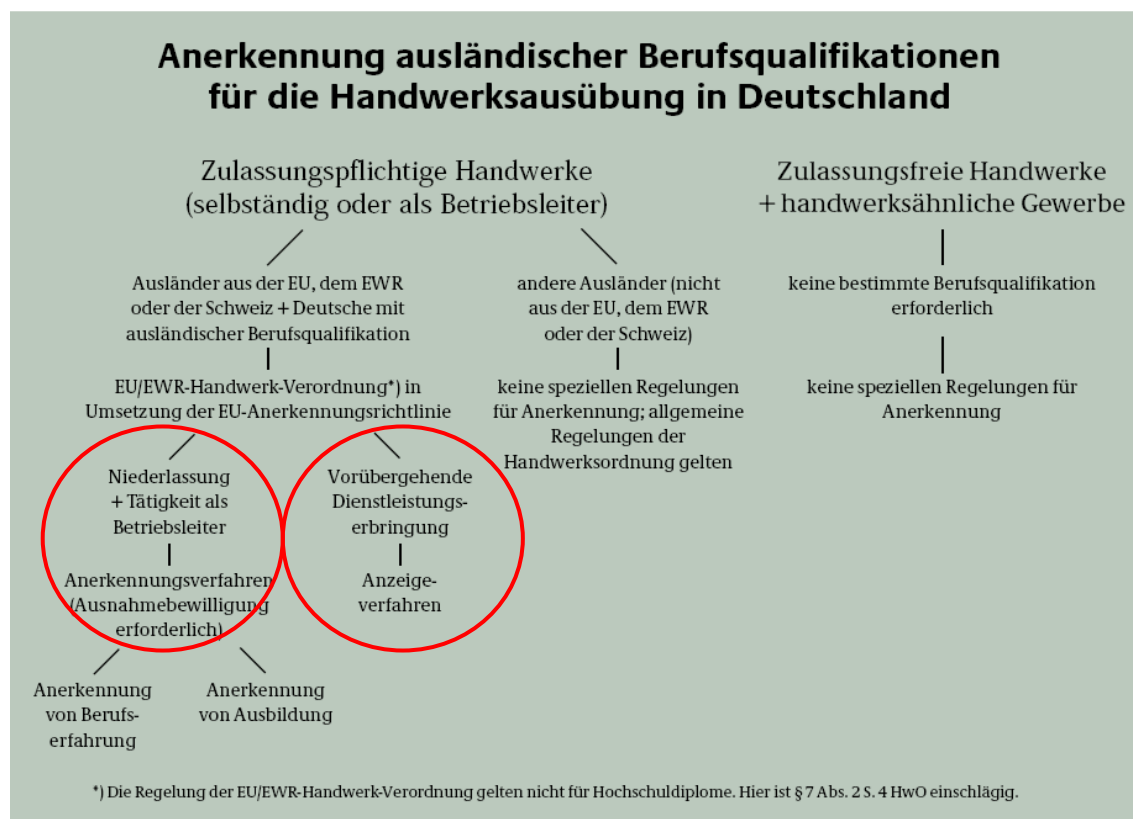 Anerkennung ausländischer Berufsqualifikationen
für die Handwerksausübung in Deutschland
Zulassungspflichtige Handwerke
(selbständig oder als Betriebsleiter)
Zulassungsfreie Handwerke
+ handwerksähnliche Gewerbe
Ausländer aus der EU, dem EWR
oder der Schweiz + Deutsche mit
ausländischer Berufsqualifikation
andere Ausländer (nicht
aus der EU, dem EWR
oder der Schweiz)
keine bestimmte Berufsqualifikation
erforderlich
EU/EWR-Handwerk-Verordnung*) in
Umsetzung der EU-Anerkennungsrichtlinie
keine speziellen Regelungen
für Anerkennung; allgemeine
Regelungen der
Handwerksordnung gelten
keine speziellen Regelungen für
Anerkennung
Niederlassung
+ Tätigkeit als
Betriebsleiter
Vorübergehende
Dienstleistungs-
erbringung
Anerkennungsverfahren
(Ausnahmebewilligung
erforderlich)
Anzeige-
verfahren
Anerkennung
von Berufs-
erfahrung
Anerkennung
von Ausbildung
*) Die Regelung der EU/EWR-Handwerk-Verordnung gelten nicht für Hochschuldiplome. Hier ist § 7 Abs. 2 S. 4 HwO einschlägig.